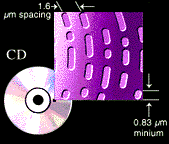 1.6
µm spacing
CD
0.83 µm
minium